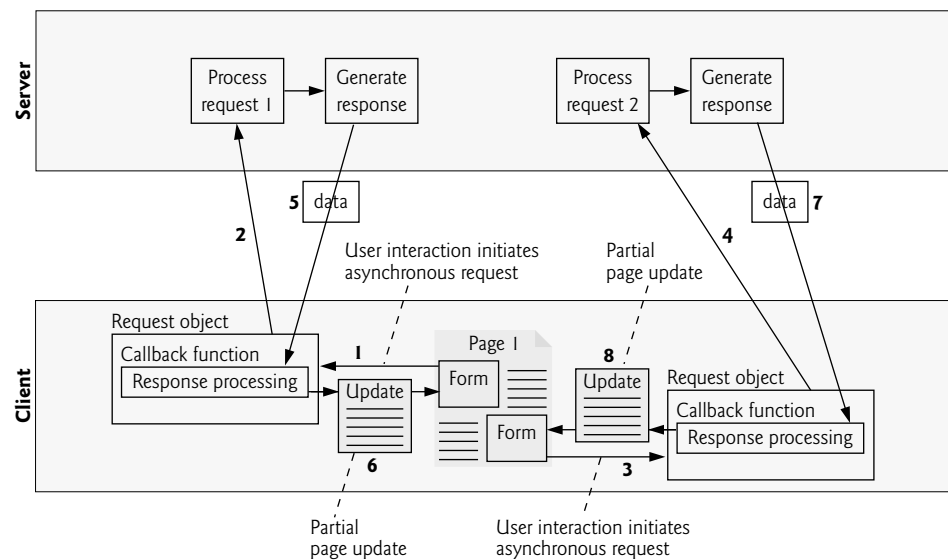 Server
Process
request 1
Generate
response
Process
request 2
Generate
response
5
data
data
7
2
4
User interaction initiates
asynchronous request
Partial
page update
Client
Request object
Callback function
Response processing
1
Page 1
Form
Update
6
Form
8
Update
3
Request object
Callback function
Response processing
Partial
page update
User interaction initiates
asynchronous request